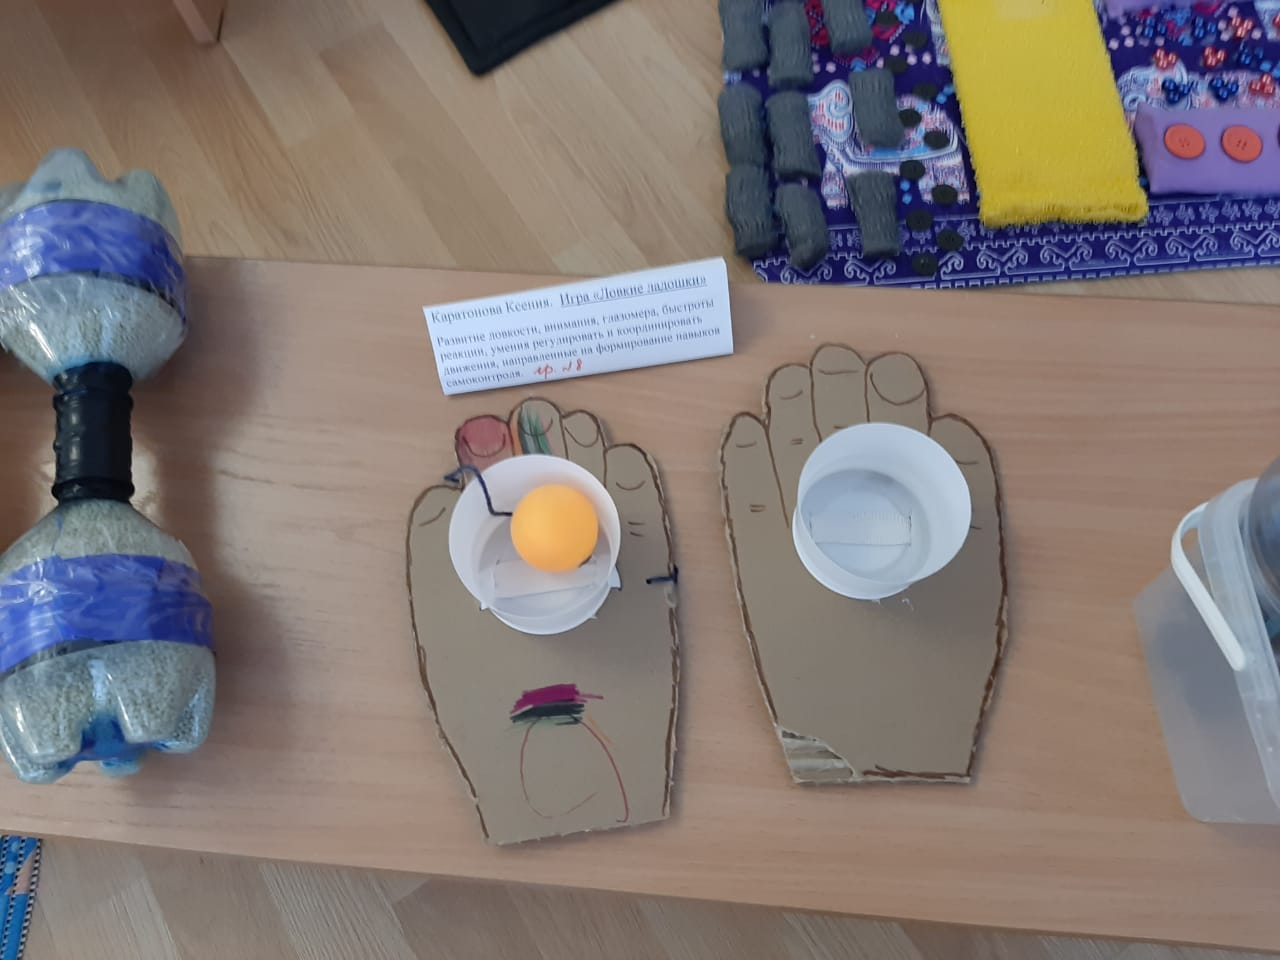 Каратонова Ксения. Игра «Ловкие ладошки»
Развитие ловкости, внимания, глазомера, быстроты
реакции, умения регулировать и координировать
движения, направленные на формирование навыков
самоконтроля. гр. №8